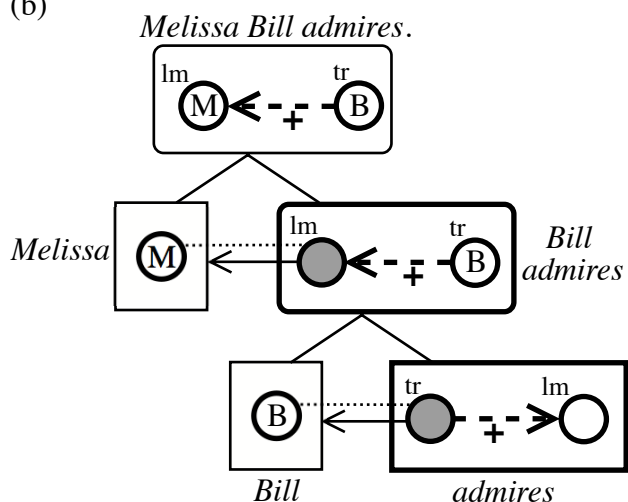 (b)
Melissa Bill admires.
lm tr
M + B
lm tr
Melissa M + B Bill
admires
tr lm
B +
Bill admires